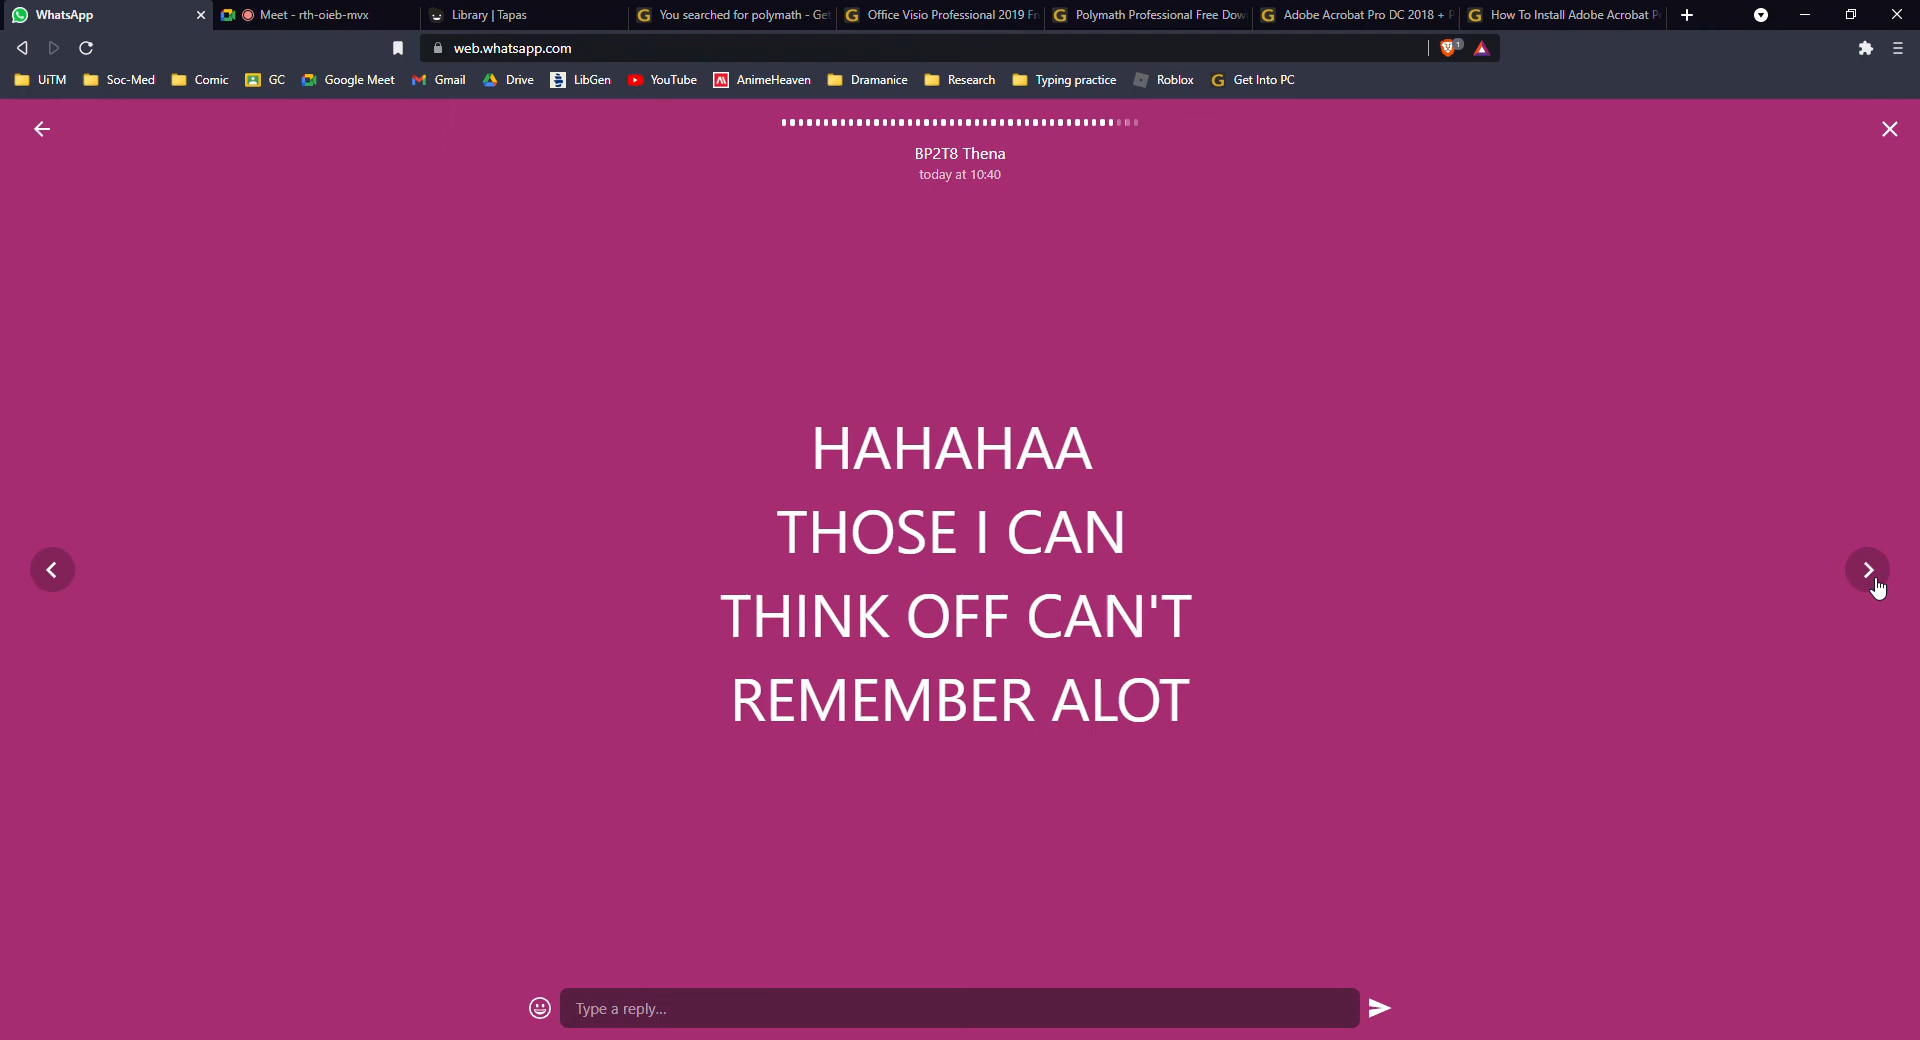 WhatsApp
Meet - rth-oieb-mvx
Library | Tapas
You searched for polymath - Get
Office Visio Professional 2019 Fr
Polymath Professional Free Dow
Adobe Acrobat Pro DC 2018 +
How To Install Adobe Acrobat P
web.whatsapp.com
1
UiTM
Soc-Med
Comic
GC
Google Meet
Gmail
Drive
LibGen
YouTube
AnimeHeaven
Dramanice
Research
Typing practice
Roblox
Get Into PC
BP2T8 Thena
today at 10:40
HAHAHAA
THOSE I CAN
THINK OFF CAN'T
REMEMBER ALOT
Type a reply...